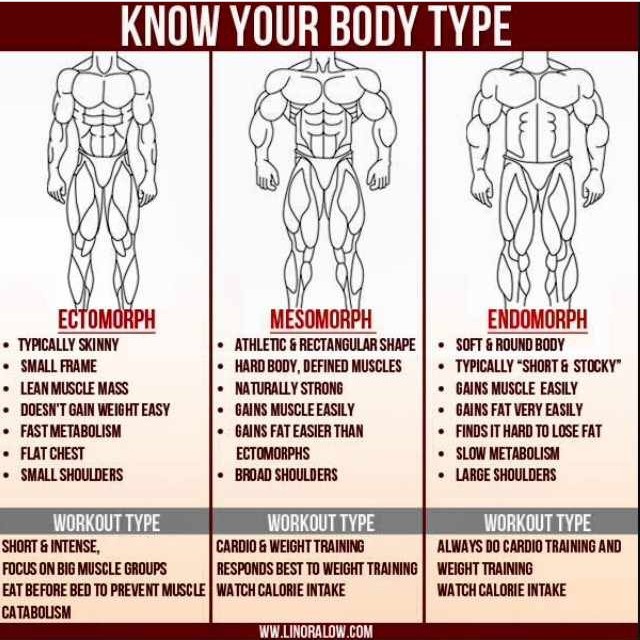 KNOW YOUR BODY TYPE
ECTOMORPH
• TYPICALLY SKINNY
• SMALL FRAME
• LEAN MUSCLE MASS
• DOESN'T GAIN WEIGHT EASY
• FAST METABOLISM
• FLAT CHEST
• SMALL SHOULDERS
WORKOUT TYPE
SHORT & INTENSE,
FOCUS ON BIG MUSCLE GROUPS
EAT BEFORE BED TO PREVENT MUSCLE
CATABOLISM
MESOMORPH
• ATHLETIC & RECTANGULAR SHAPE
• HARD BODY, DEFINED MUSCLES
• NATURALLY STRONG
• GAINS MUSCLE EASILY
• GAINS FAT EASIER THAN
ECTOMORPHS
• BROAD SHOULDERS
WORKOUT TYPE
CARDIO & WEIGHT TRAINING
RESPONDS BEST TO WEIGHT TRAINING
WATCH CALORIE INTAKE
ENDOMORPH
• SOFT & ROUND BODY
• TYPICALLY "SHORT & STOCKY"
• GAINS MUSCLE EASILY
• GAINS FAT VERY EASILY
• FINDS IT HARD TO LOSE FAT
• SLOW METABOLISM
• LARGE SHOULDERS
WORKOUT TYPE
ALWAYS DO CARDIO TRAINING AND
WEIGHT TRAINING
WATCH CALORIE INTAKE
WW.LINORALOW.COM